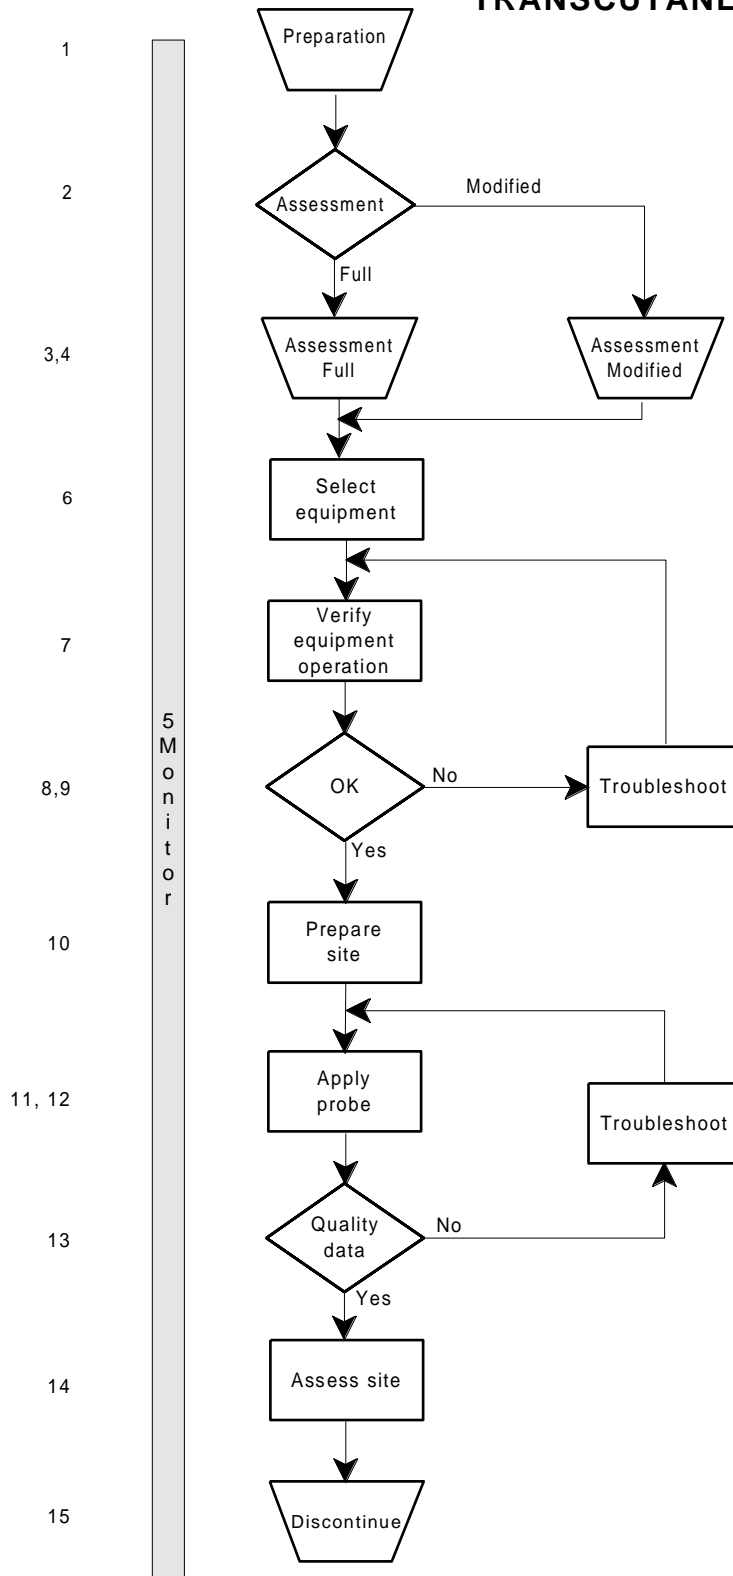 TRANSCUTANE
1
Preparation
2
Assessment
Modified
Full
3,4
Assessment
Full
Assessment
Modified
6
Select
equipment
7
Verify
equipment
operation
5
M
o
n
i
t
o
r
8,9
OK
No
Troubleshoot
Yes
10
Prepare
site
11, 12
Apply
probe
Troubleshoot
13
Quality
data
No
Yes
14
Assess site
15
Discontinue